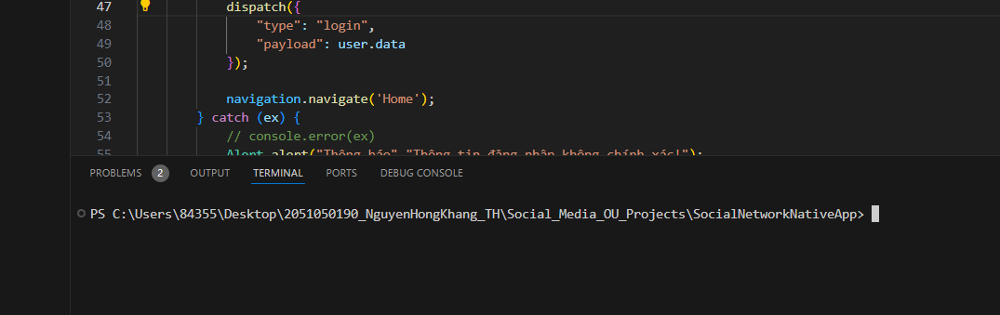 47 dispatch({
48 "type": "login",
49 "payload": user.data
50 });
51
52 navigation.navigate('Home');
53 } catch (ex) {
54 // console.error(ex)
55 Alert.alert("Thông báo","Thông tin đăng nhập không chính xác!");
PROBLEMS 2 OUTPUT TERMINAL PORTS DEBUG CONSOLE
PS C:\Users\84355\Desktop\2051050190_NguyenHongKhang_TH\Social_Media_OU_Projects\SocialNetworkNativeApp>